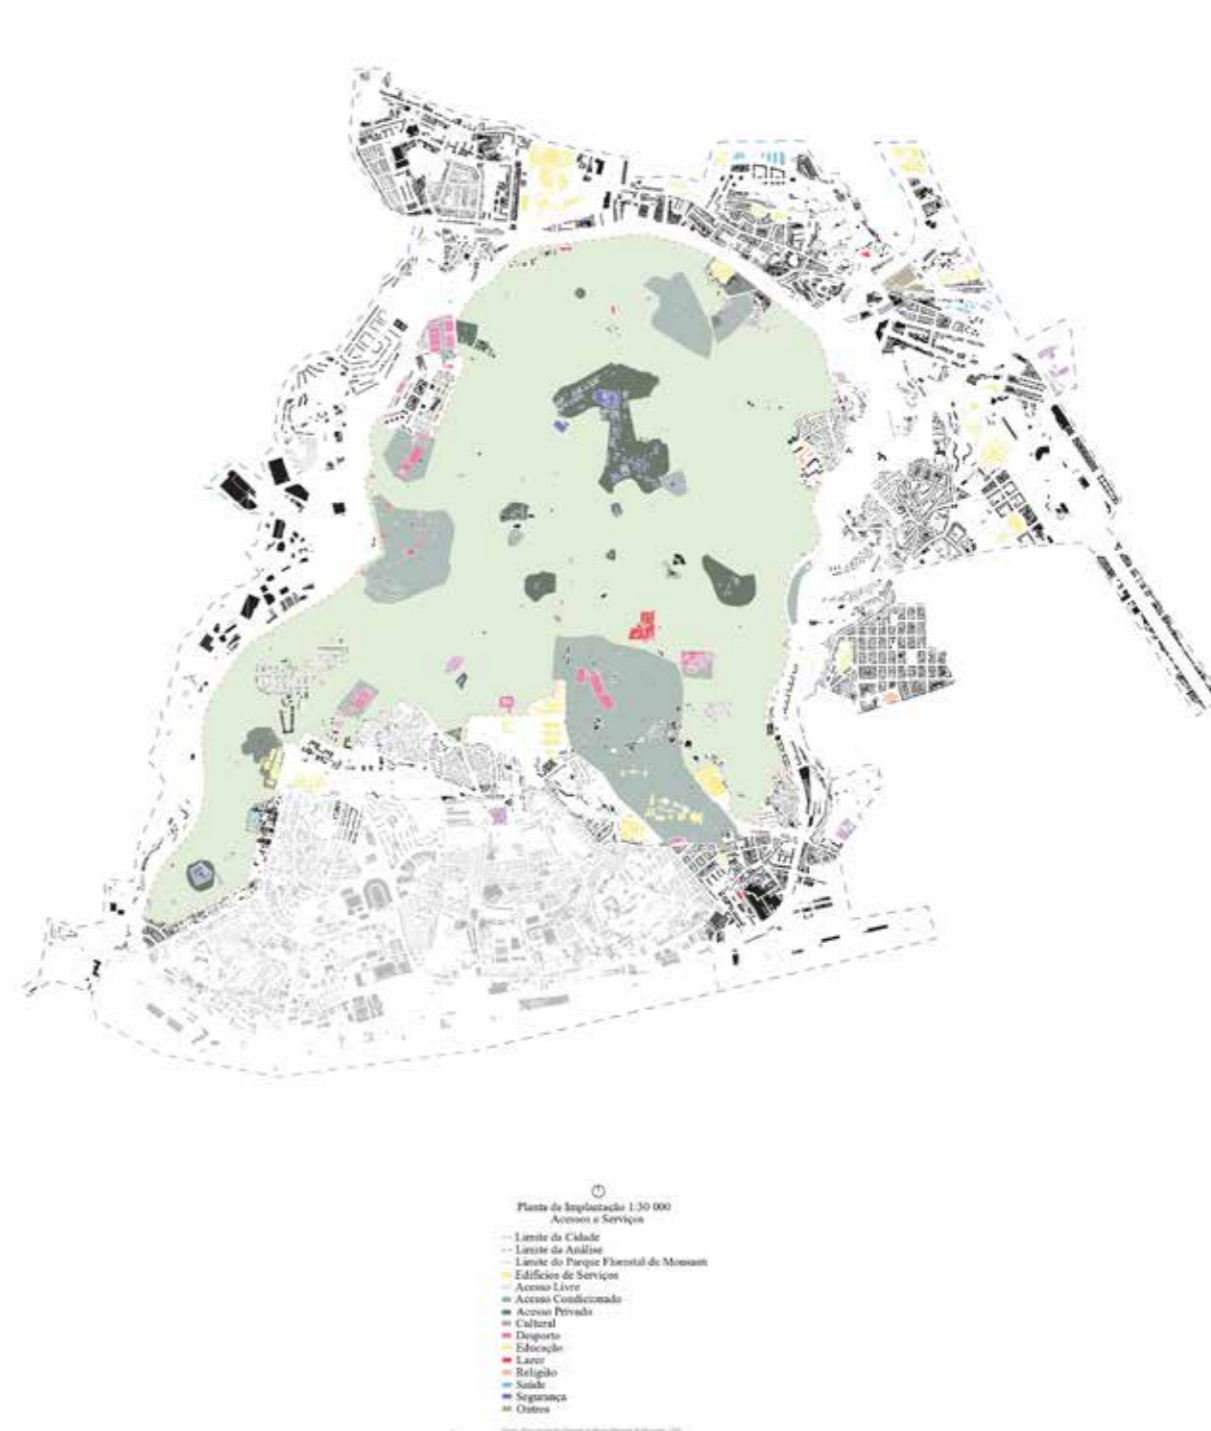 Planta de Implantação 1:30 000
Acessos e Serviços
Limite da Cidade
Limite da Análise
Limite do Parque Florestal de Monsanto
Edifícios de Serviços
Acesso Livre
Acesso Condicionado
Acesso Privado
Cultural
Desporto
Educação
Lazer
Religião
Saúde
Segurança
Outros